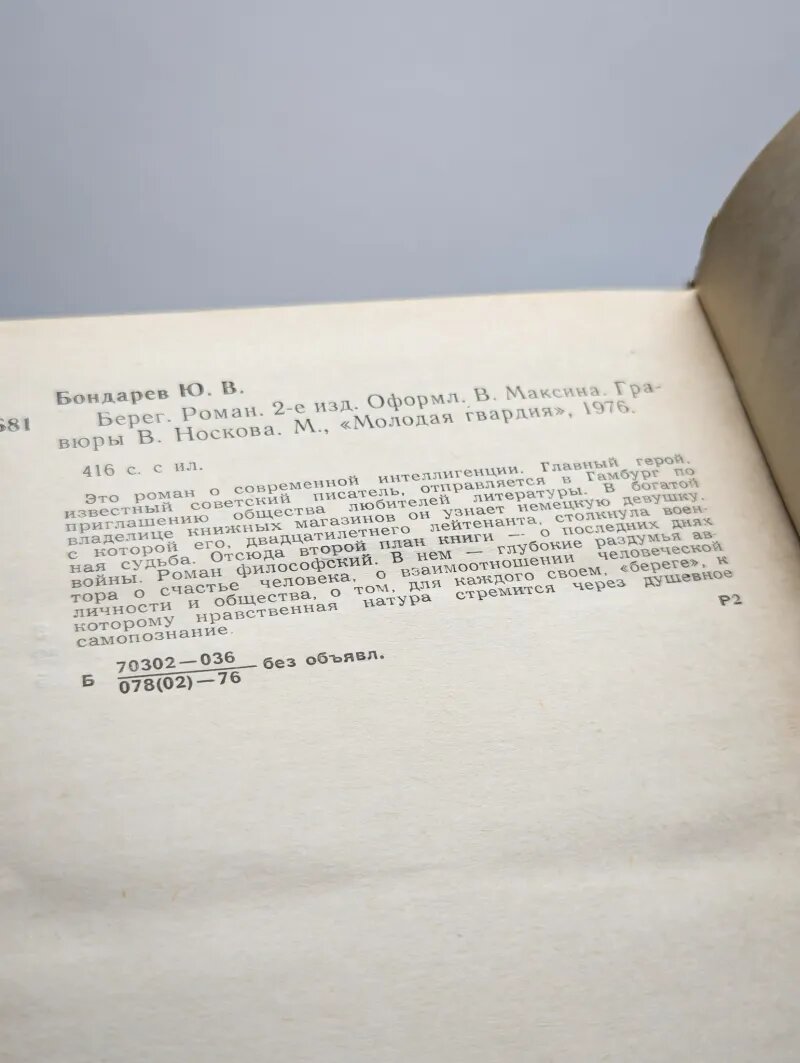 Бондарев Ю. В.
681 Берег. Роман. 2-е изд. Оформл. В. Максина. Гра-
вюры В. Носкова. М., «Молодая гвардия», 1976.
416 с. с ил.
Это роман о современной интеллигенции. Главный герой,
известный советский писатель, отправляется в Гамбург по
приглашению общества любителей литературы. В богатой
владелице книжных магазинов он узнает немецкую девушку,
с которой его, двадцатилетнего лейтенанта, столкнула воен-
ная судьба. Отсюда второй план книги — о последних днях
войны. Роман философский. В нем — глубокие раздумья ав-
тора о счастье человека, о взаимоотношении человеческой
личности и общества, о том, для каждого своем, «береге», к
которому нравственная натура стремится через душевное
самопознание.
Р2
Б 70302—036
078(02)—76 без объявл.